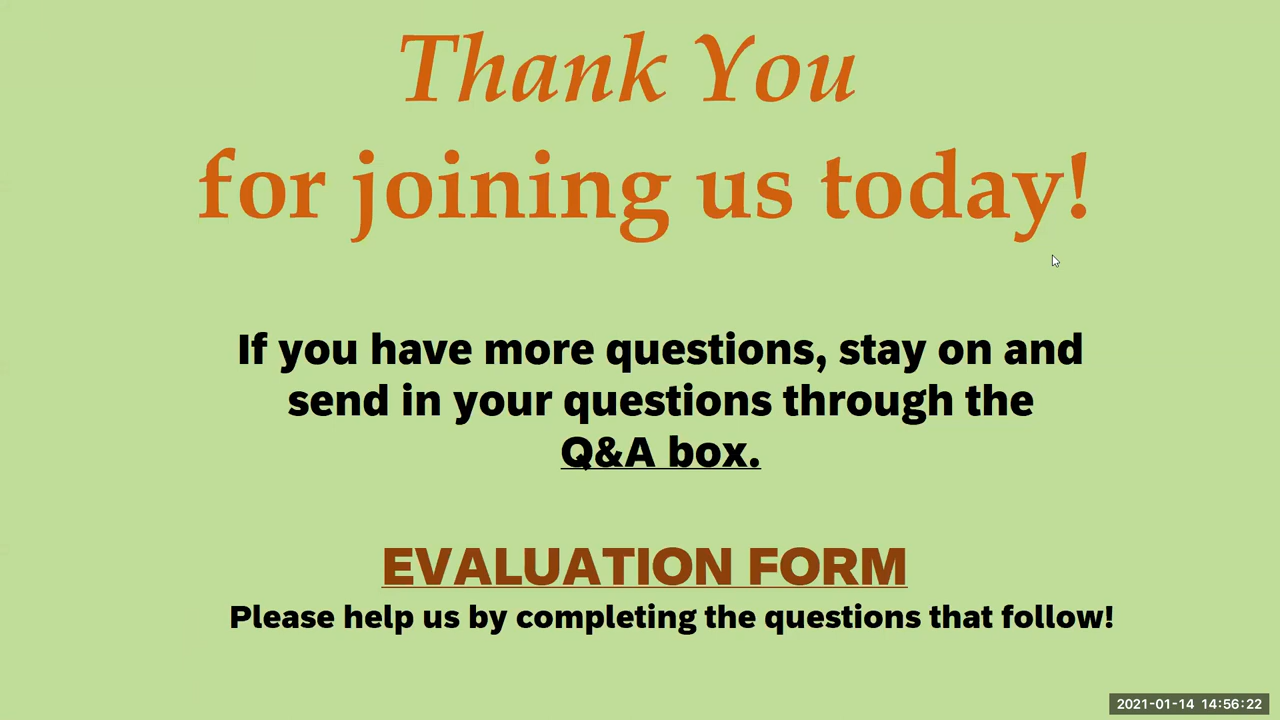 Thank You
for joining us today!
If you have more questions, stay on and
send in your questions through the
Q&A box.
EVALUATION FORM
Please help us by completing the questions that follow!
2021-01-14 14:56:22